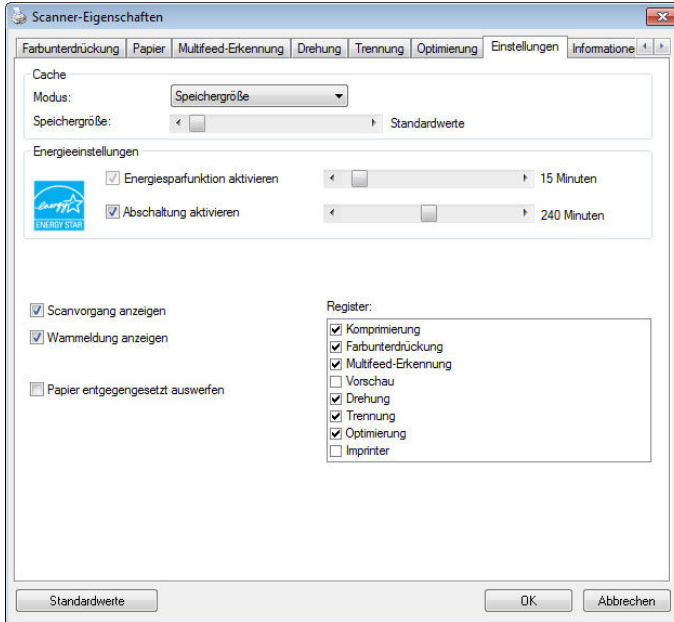 Scanner-Eigenschaften
Farbunterdrückung Papier Multifeed-Erkennung Drehung Trennung Optimierung Einstellungen Informatione
Cache
Modus: Speichergröße
Speichergröße: Standardwerte
Energieeinstellungen
Energiesparfunktion aktivieren 15 Minuten
Abschaltung aktivieren 240 Minuten
energy
ENERGY STAR
Scanvorgang anzeigen
Warnmeldung anzeigen
Papier entgegengesetzt auswerfen
Register:
Komprimierung
Farbunterdrückung
Multifeed-Erkennung
Vorschau
Drehung
Trennung
Optimierung
Imprinter
Standardwerte OK Abbrechen